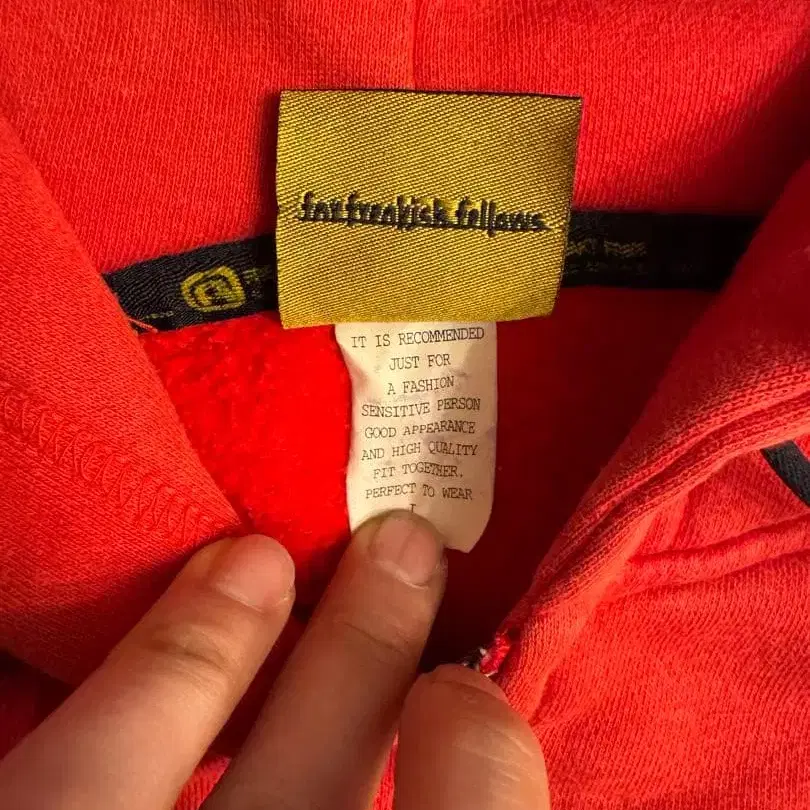 for freakish fellows
IT IS RECOMMENDED
JUST FOR
A FASHION
SENSITIVE PERSON
GOOD APPEARANCE
AND HIGH QUALITY
FIT TOGETHER.
PERFECT TO WEAR